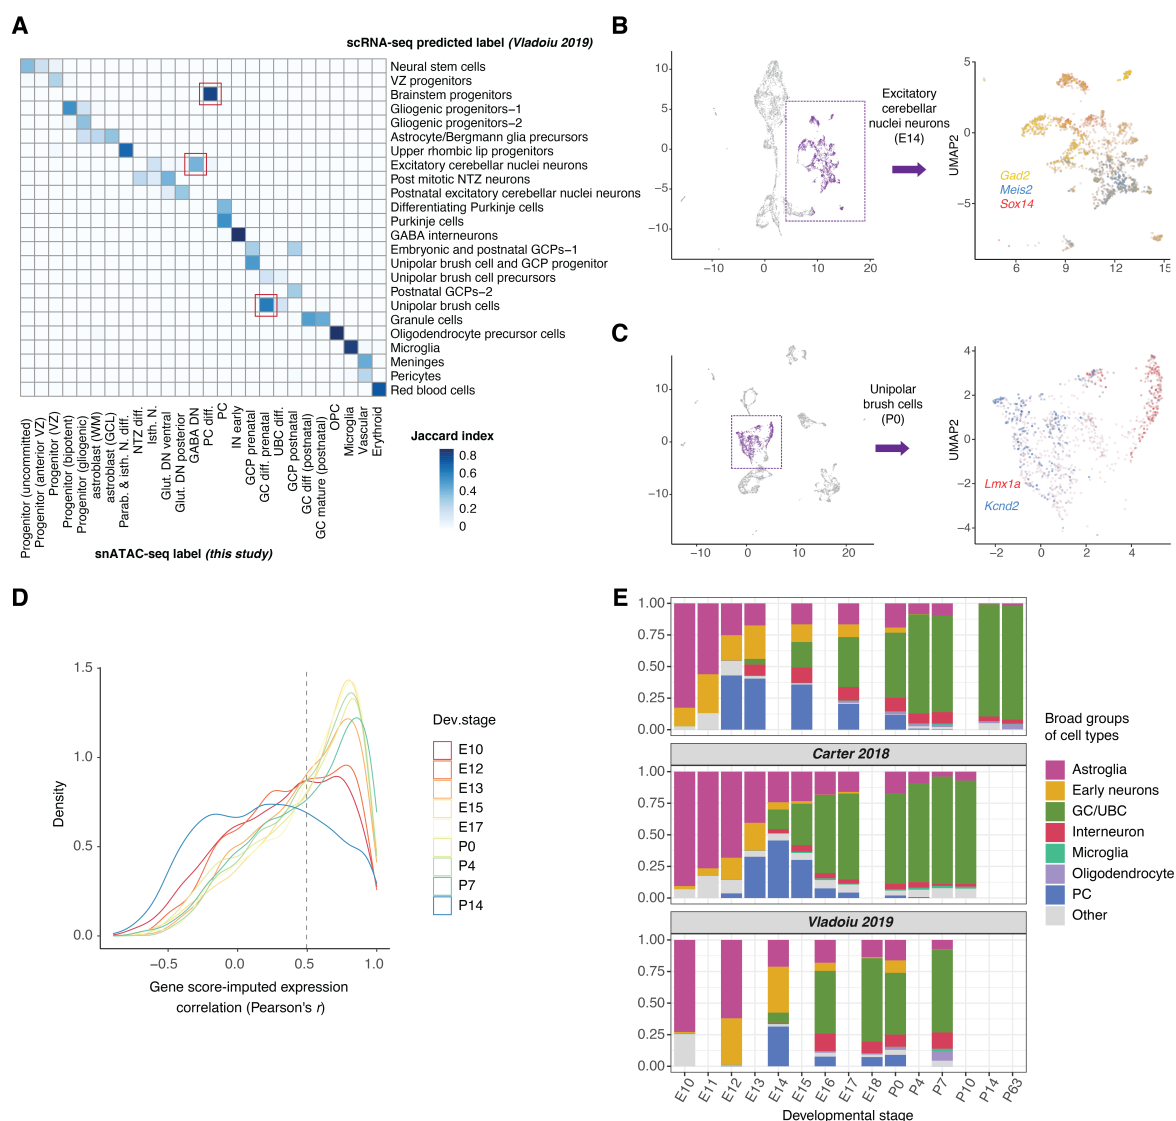 A
scRNA-seq predicted label (Vladoiu 2019)
Neural stem cells
VZ progenitors
Brainstem progenitors
Gliogenic progenitors−1
Gliogenic progenitors−2
Astrocyte/Bergmann glia precursors
Upper rhombic lip progenitors
Excitatory cerebellar nuclei neurons
Post mitotic NTZ neurons
Postnatal excitatory cerebellar nuclei neurons
Differentiating Purkinje cells
Purkinje cells
GABA interneurons
Embryonic and postnatal GCPs−1
Unipolar brush cell and GCP progenitor
Unipolar brush cell precursors
Postnatal GCPs−2
Unipolar brush cells
Granule cells
Oligodendrocyte precursor cells
Microglia
Meninges
Pericytes
Red blood cells
Progenitor (uncommitted)
Progenitor (anterior VZ)
Progenitor (VZ)
Progenitor (bipotent)
Progenitor (gliogenic)
astroblast (WM)
astroblast (GCL)
Parab. & isth. N. diff.
NTZ diff.
Isth. N.
Glut. DN ventral
Glut. DN posterior
GABA DN
PC diff.
PC
IN early
GCP prenatal
GC diff. prenatal
UBC diff.
GCP postnatal
GC diff (postnatal)
GC mature (postnatal)
OPC
Microglia
Vascular
Erythroid
Jaccard index
0.8
0.6
0.4
0.2
0
snATAC-seq label (this study)
B
10
5
0
−5
−10
−10 0 10 20
Excitatory
cerebellar
nuclei neurons
(E14)
UMAP2
5
0
−5
Gad2
Meis2
Sox14
6 9 12 15
C
10
0
−10
−10 0 10 20
Unipolar
brush cells
(P0)
UMAP2
4
2
0
−2
−4
Lmx1a
Kcnd2
−2 0 2 4
D
Density
1.5
1.0
0.5
0.0
−0.5 0.0 0.5 1.0
Gene score-imputed expression
correlation (Pearson's r)
Dev.stage
E10
E12
E13
E15
E17
P0
P4
P7
P14
E
1.00
0.75
0.50
0.25
0.00
Carter 2018
1.00
0.75
0.50
0.25
0.00
Vladoiu 2019
1.00
0.75
0.50
0.25
0.00
E10 E11 E12 E13 E14 E15 E16 E17 E18 P0 P4 P7 P10 P14 P63
Developmental stage
Broad groups
of cell types
Astroglia
Early neurons
GC/UBC
Interneuron
Microglia
Oligodendrocyte
PC
Other